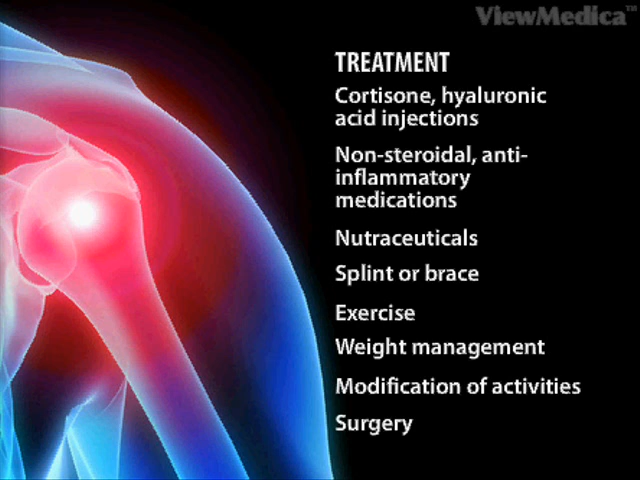 ViewMedica™
TREATMENT
Cortisone, hyaluronic
acid injections
Non-steroidal, anti-
inflammatory
medications
Nutraceuticals
Splint or brace
Exercise
Weight management
Modification of activities
Surgery